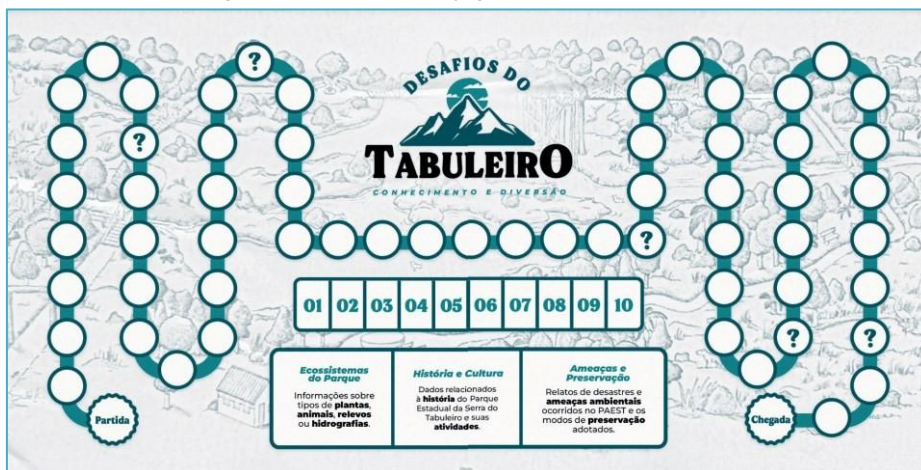 ?
DESAFIOS DO
?
TABULEIRO
CONHECIMENTO E DIVERSÃO
?
01 02 03 04 05 06 07 08 09 10
? ?
Ecossistemas
do Parque
Informações sobre
tipos de plantas,
animais, relevos
ou hidrografias.
História e Cultura
Dados relacionados
à história do Parque
Estadual da Serra do
Tabuleiro e suas
atividades.
Ameaças e
Preservação
Relatos de desastres e
ameaças ambientais
ocorridos no PAEST e os
modos de preservação
adotados.
Partida
Chegada